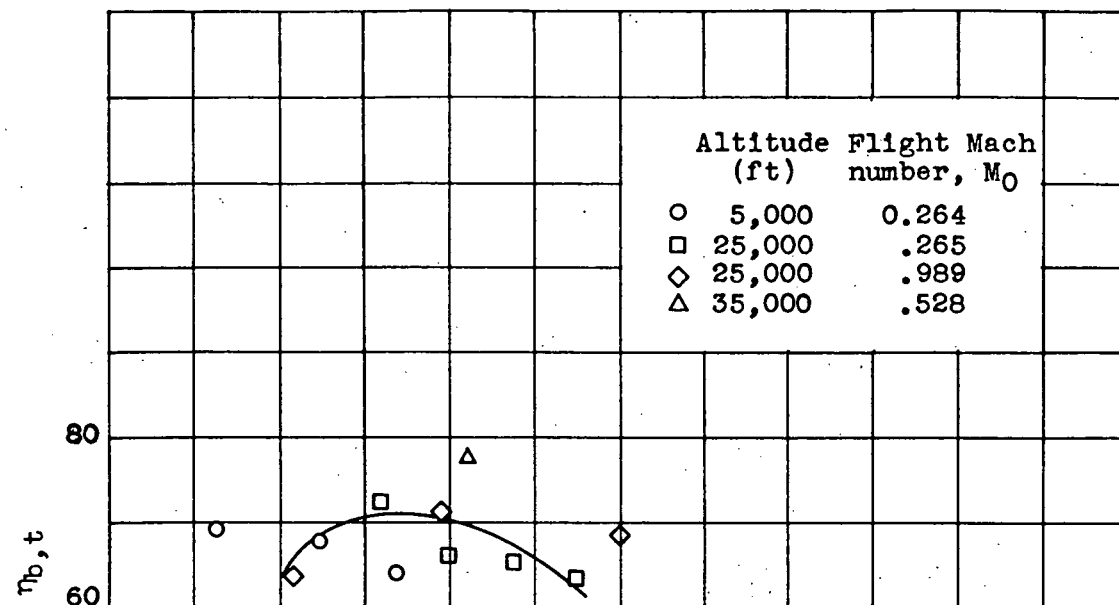 Altitude Flight Mach
(ft) number, M0
5,000 0.264
25,000 .265
25,000 .989
35,000 .528
80
ηb,t
60